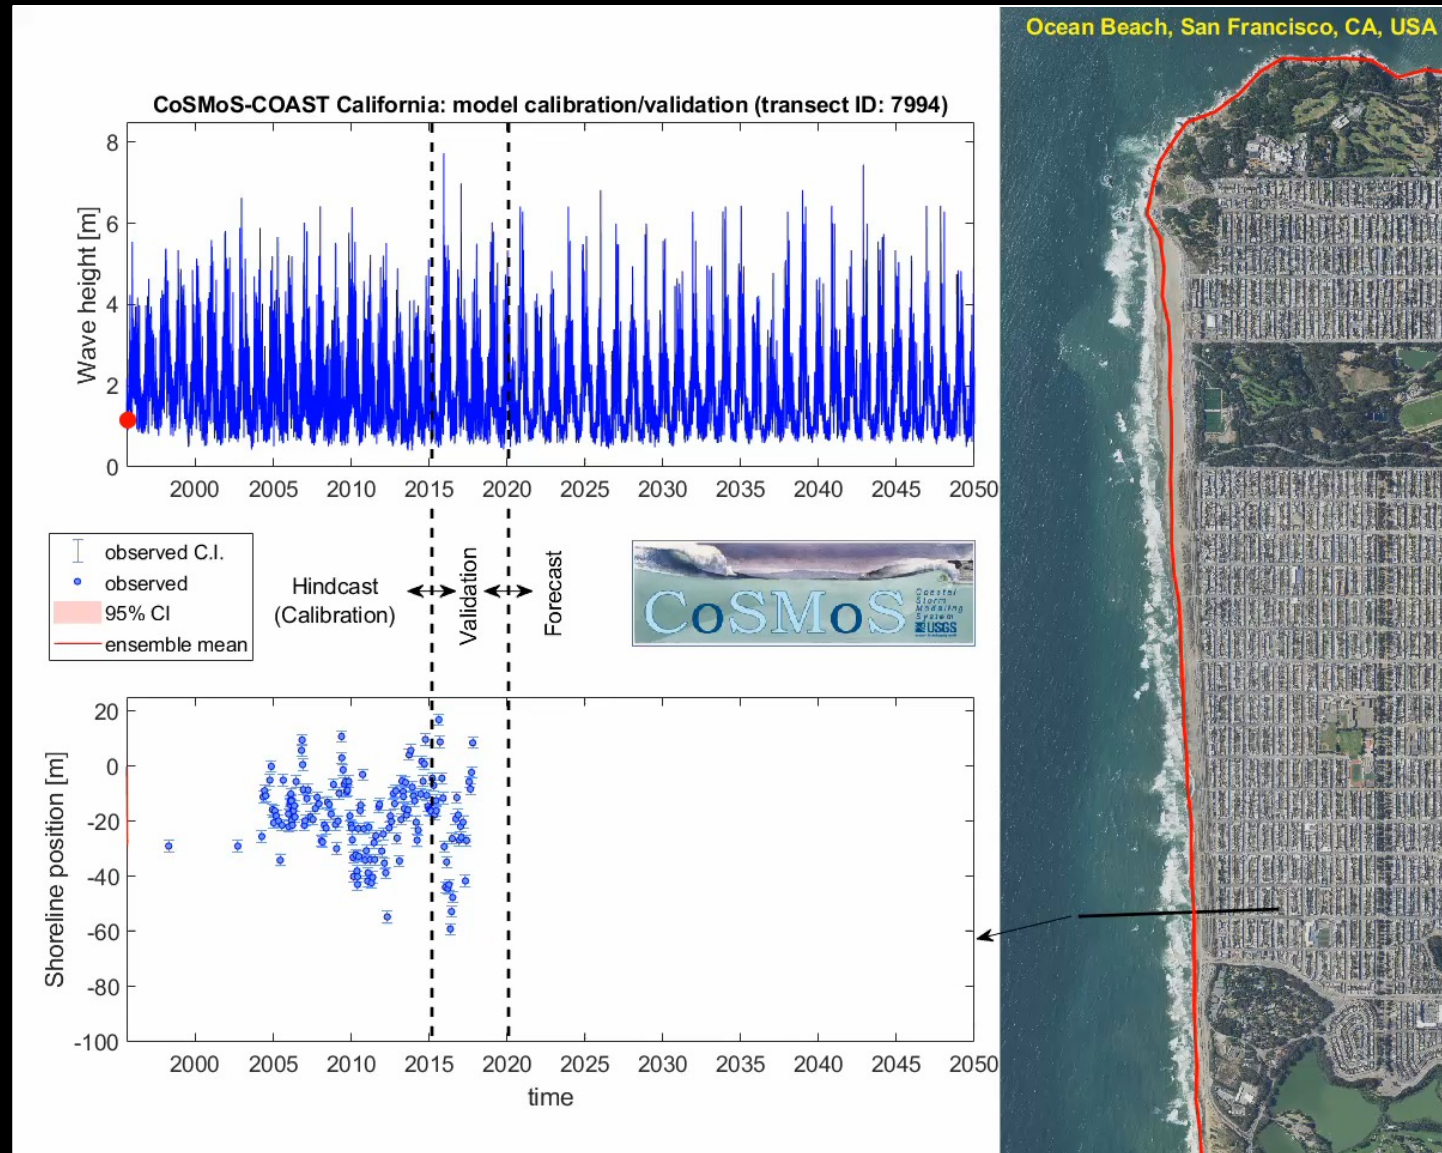 Ocean Beach, San Francisco, CA, USA
CoSMoS-COAST California: model calibration/validation (transect ID: 7994)
Wave height [m]
8
6
4
2
0
2000 2005 2010 2015 2020 2025 2030 2035 2040 2045 2050
observed C.I.
observed
95% CI
ensemble mean
Hindcast
(Calibration)
Validation
Forecast
CoSMoS
Coastal
Storm
Modeling
System
USGS
Shoreline position [m]
20
0
-20
-40
-60
-80
-100
2000 2005 2010 2015 2020 2025 2030 2035 2040 2045 2050
time